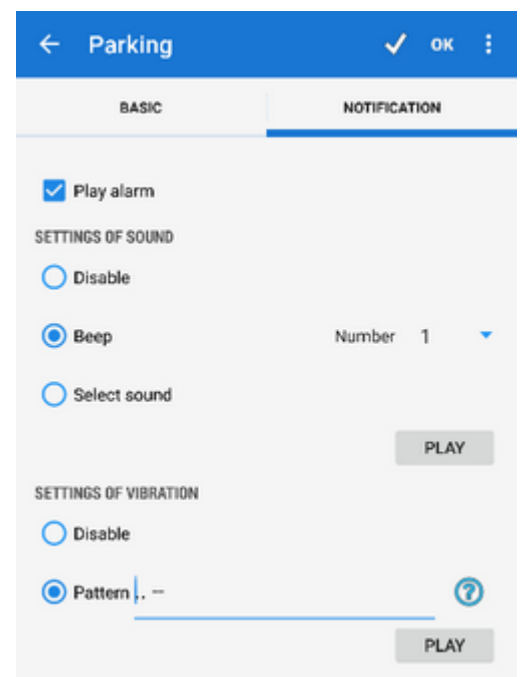 Parking OK
BASIC NOTIFICATION
Play alarm
SETTINGS OF SOUND
Disable
Beep Number 1
Select sound
PLAY
SETTINGS OF VIBRATION
Disable
Pattern .. –
PLAY